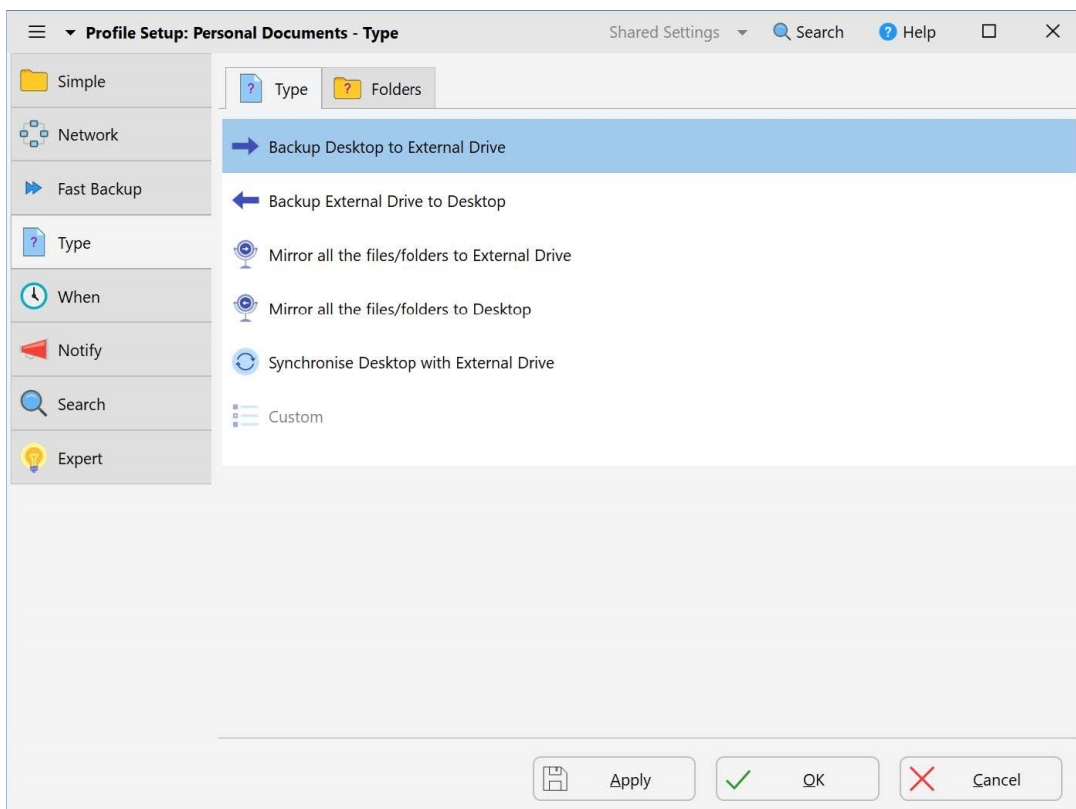 Profile Setup: Personal Documents - Type
Shared Settings
Search
Help
Simple
Network
Fast Backup
Type
When
Notify
Search
Expert
Type
Folders
Backup Desktop to External Drive
Backup External Drive to Desktop
Mirror all the files/folders to External Drive
Mirror all the files/folders to Desktop
Synchronise Desktop with External Drive
Custom
Apply
OK
Cancel